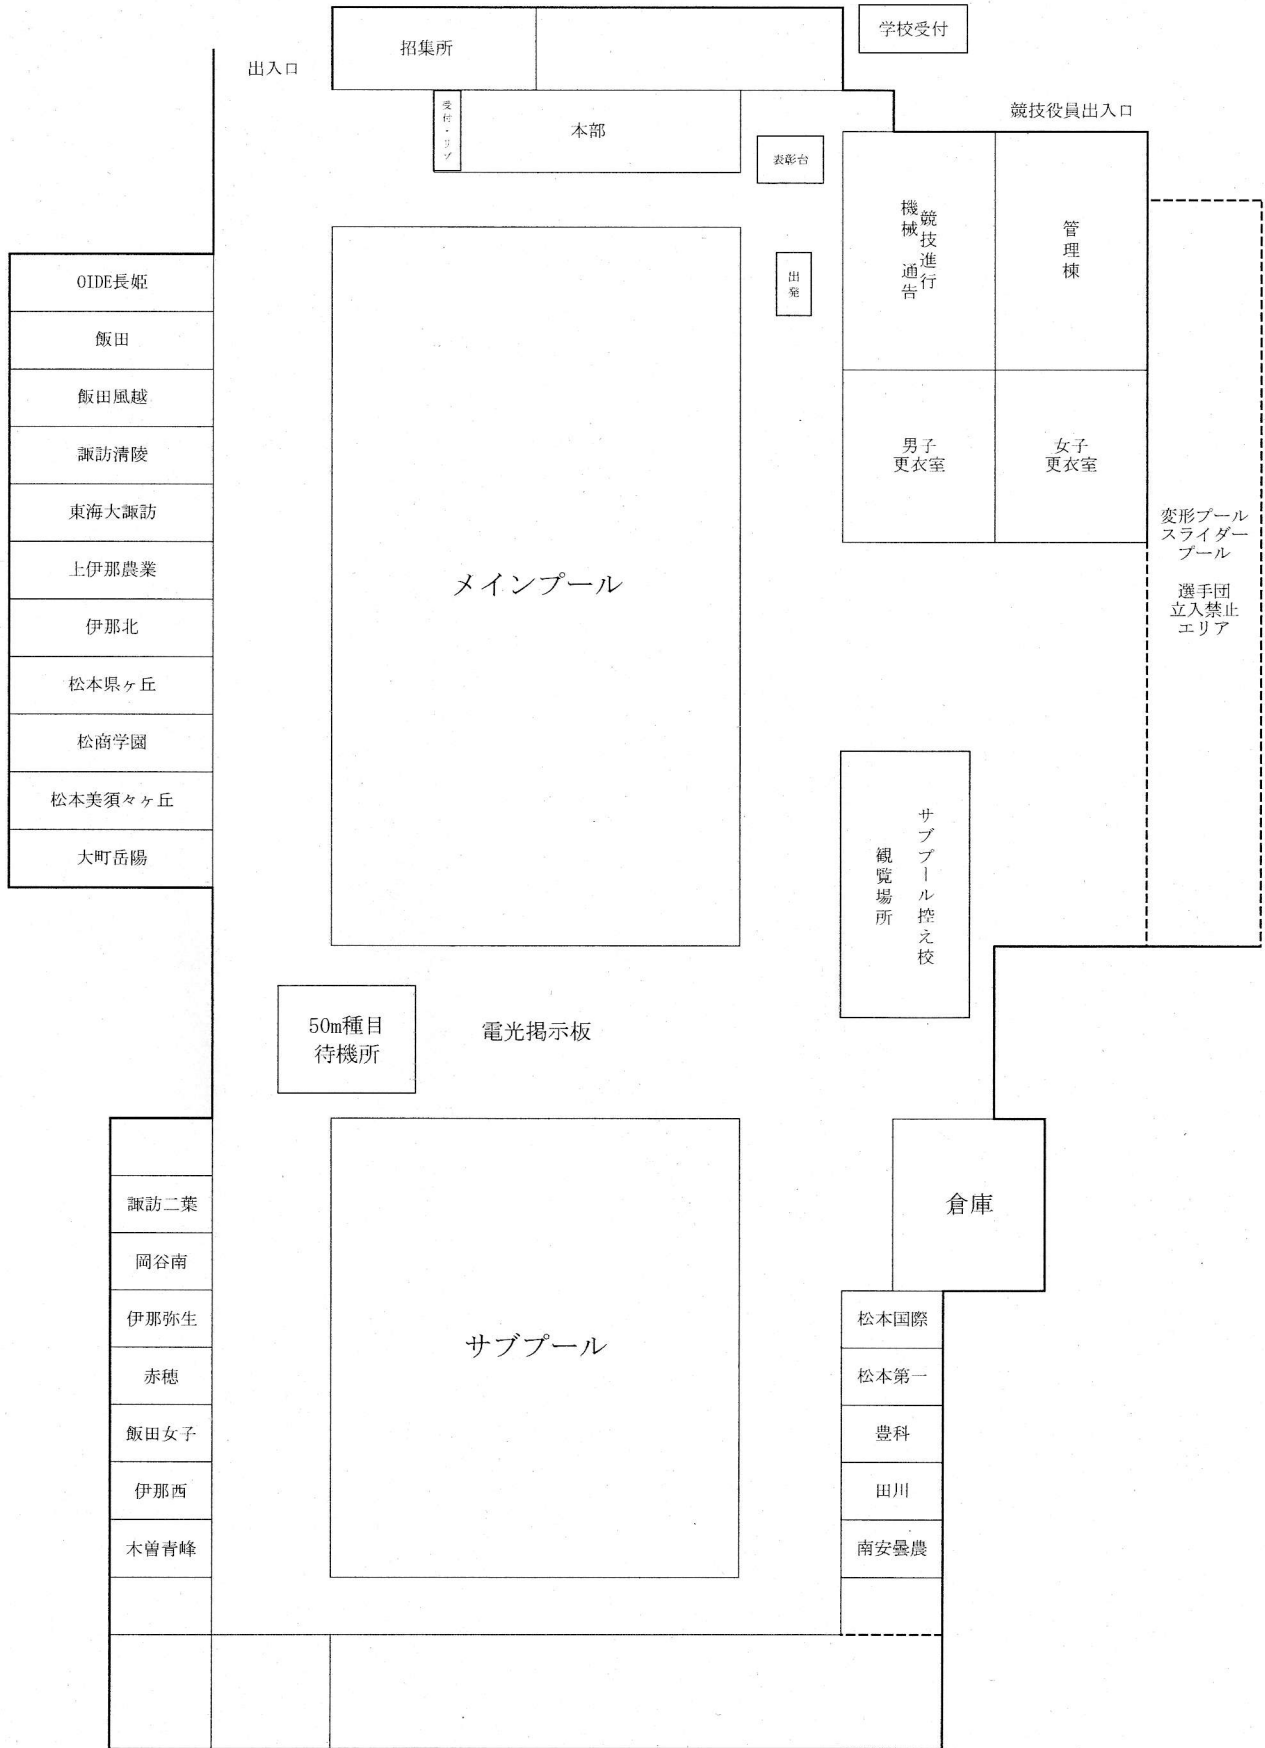 学校受付
招集所
出入口
競技役員出入口
受付・リゾ
本部
表彰台
競技進行
機械 通告
管理棟
出発
OIDE長姫
飯田
飯田風越
諏訪清陵
東海大諏訪
上伊那農業
伊那北
松本県ヶ丘
松商学園
松本美須々ヶ丘
大町岳陽
メインプール
男子
更衣室
女子
更衣室
変形プール
スライダー
プール
選手団
立入禁止
エリア
サブプール控え校
観覧場所
50m種目
待機所
電光掲示板
諏訪二葉
岡谷南
伊那弥生
赤穂
飯田女子
伊那西
木曽青峰
サブプール
倉庫
松本国際
松本第一
豊科
田川
南安曇農